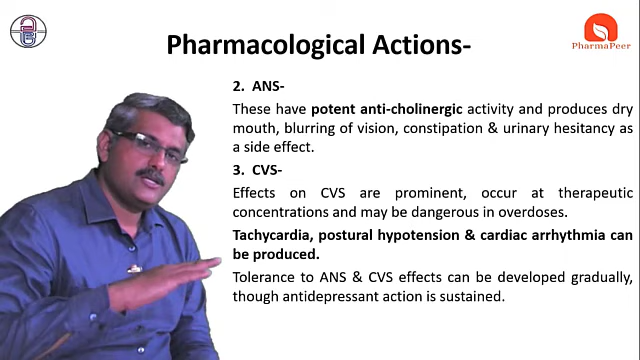 Pharmacological Actions-
PharmaPeer
2. ANS-
These have potent anti-cholinergic activity and produces dry
mouth, blurring of vision, constipation & urinary hesitancy as
a side effect.
3. CVS-
Effects on CVS are prominent, occur at therapeutic
concentrations and may be dangerous in overdoses.
Tachycardia, postural hypotension & cardiac arrhythmia can
be produced.
Tolerance to ANS & CVS effects can be developed gradually,
though antidepressant action is sustained.